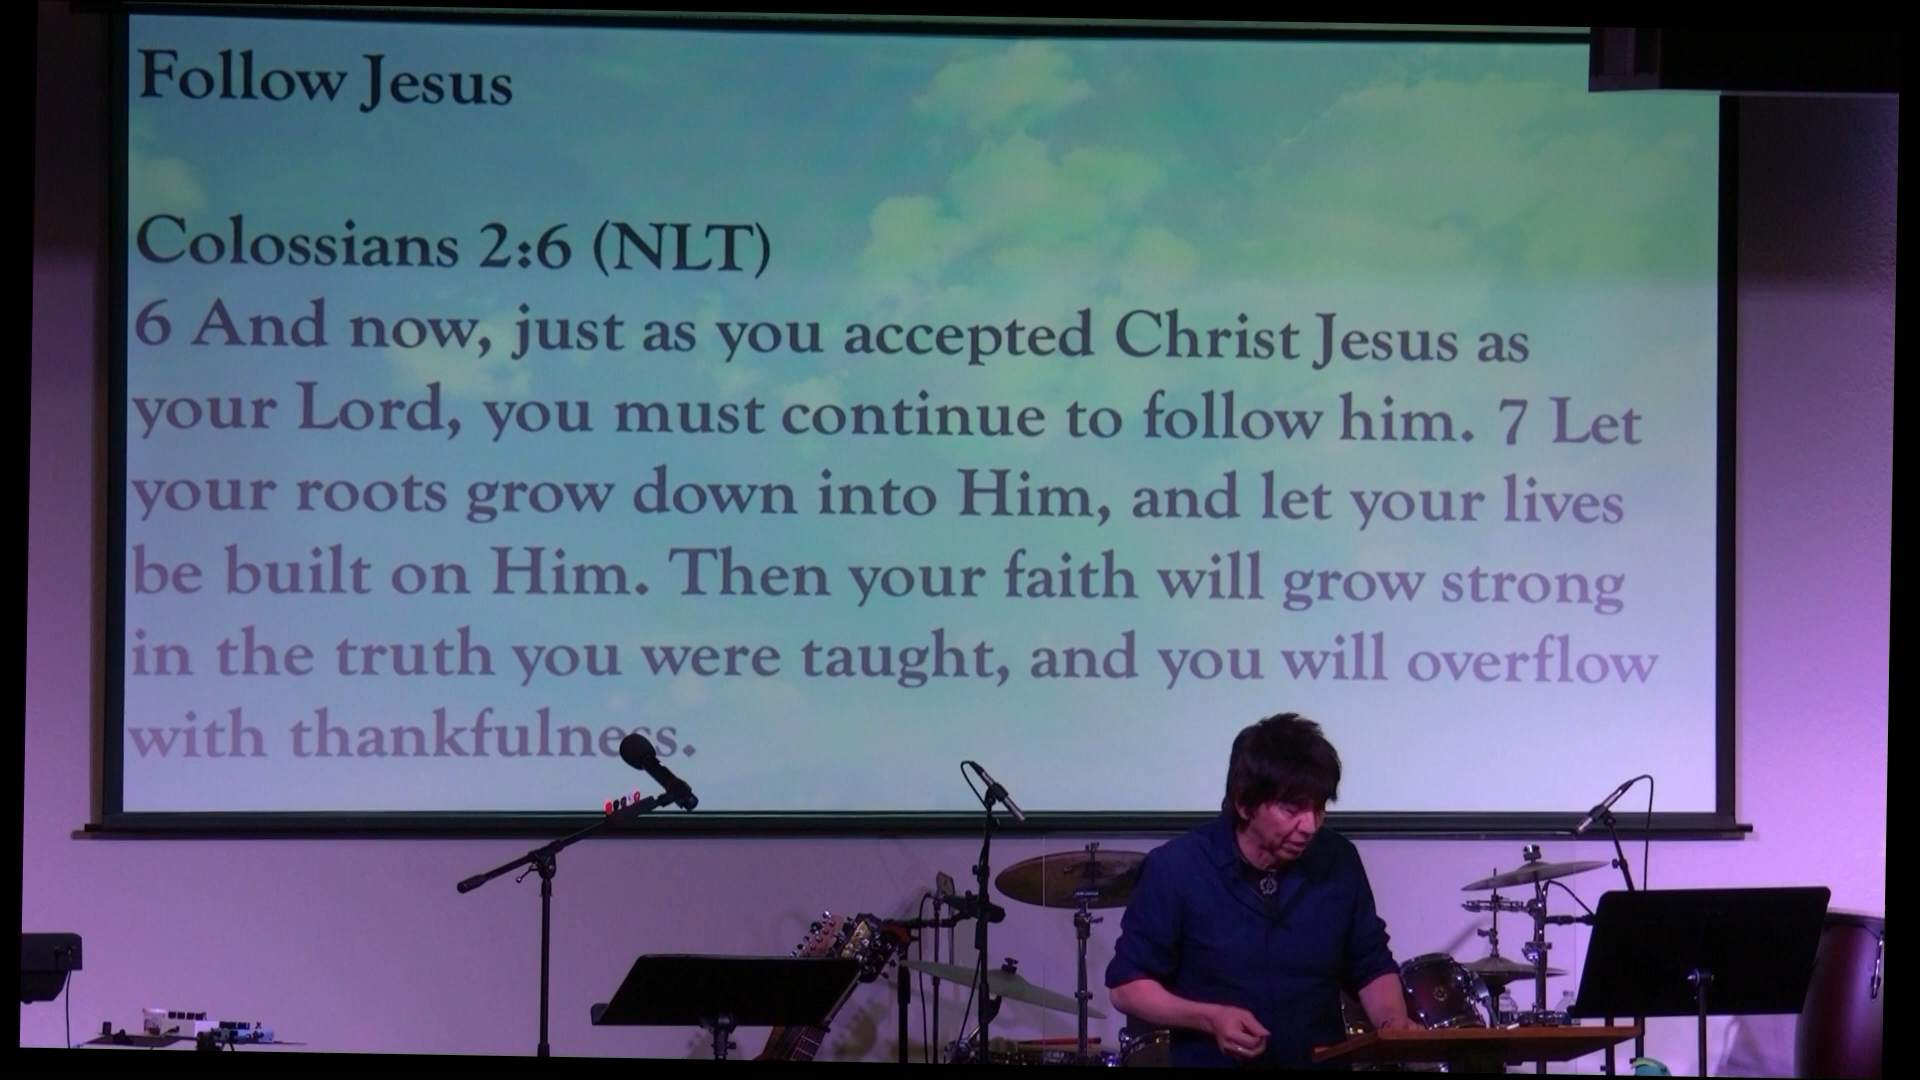 Follow Jesus
Colossians 2:6 (NLT)
6 And now, just as you accepted Christ Jesus as
your Lord, you must continue to follow him. 7 Let
your roots grow down into Him, and let your lives
be built on Him. Then your faith will grow strong
in the truth you were taught, and you will overflow
with thankfulness.